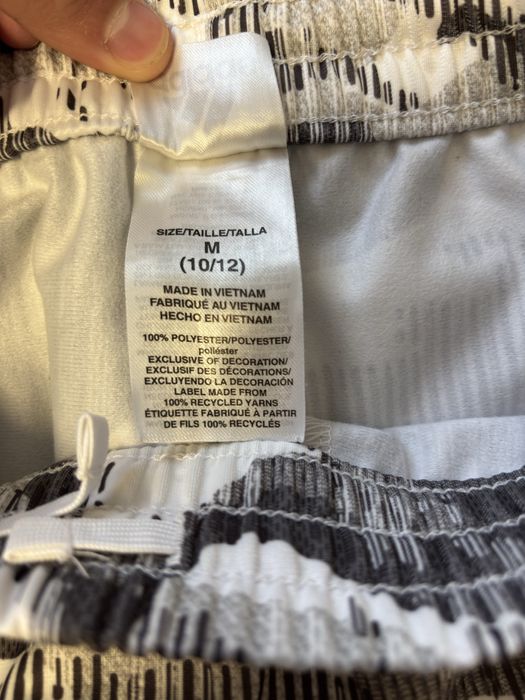 SIZE/TAILLE/TALLA
M
(10/12)
MADE IN VIETNAM
FABRIQUÉ AU VIETNAM
HECHO EN VIETNAM
100% POLYESTER/POLYESTER/
poliéster
EXCLUSIVE OF DECORATION/
EXCLUSIF DES DÉCORATIONS/
EXCLUYENDO LA DECORACIÓN
LABEL MADE FROM
100% RECYCLED YARNS
ÉTIQUETTE FABRIQUÉ À PARTIR
DE FILS 100% RECYCLÉS